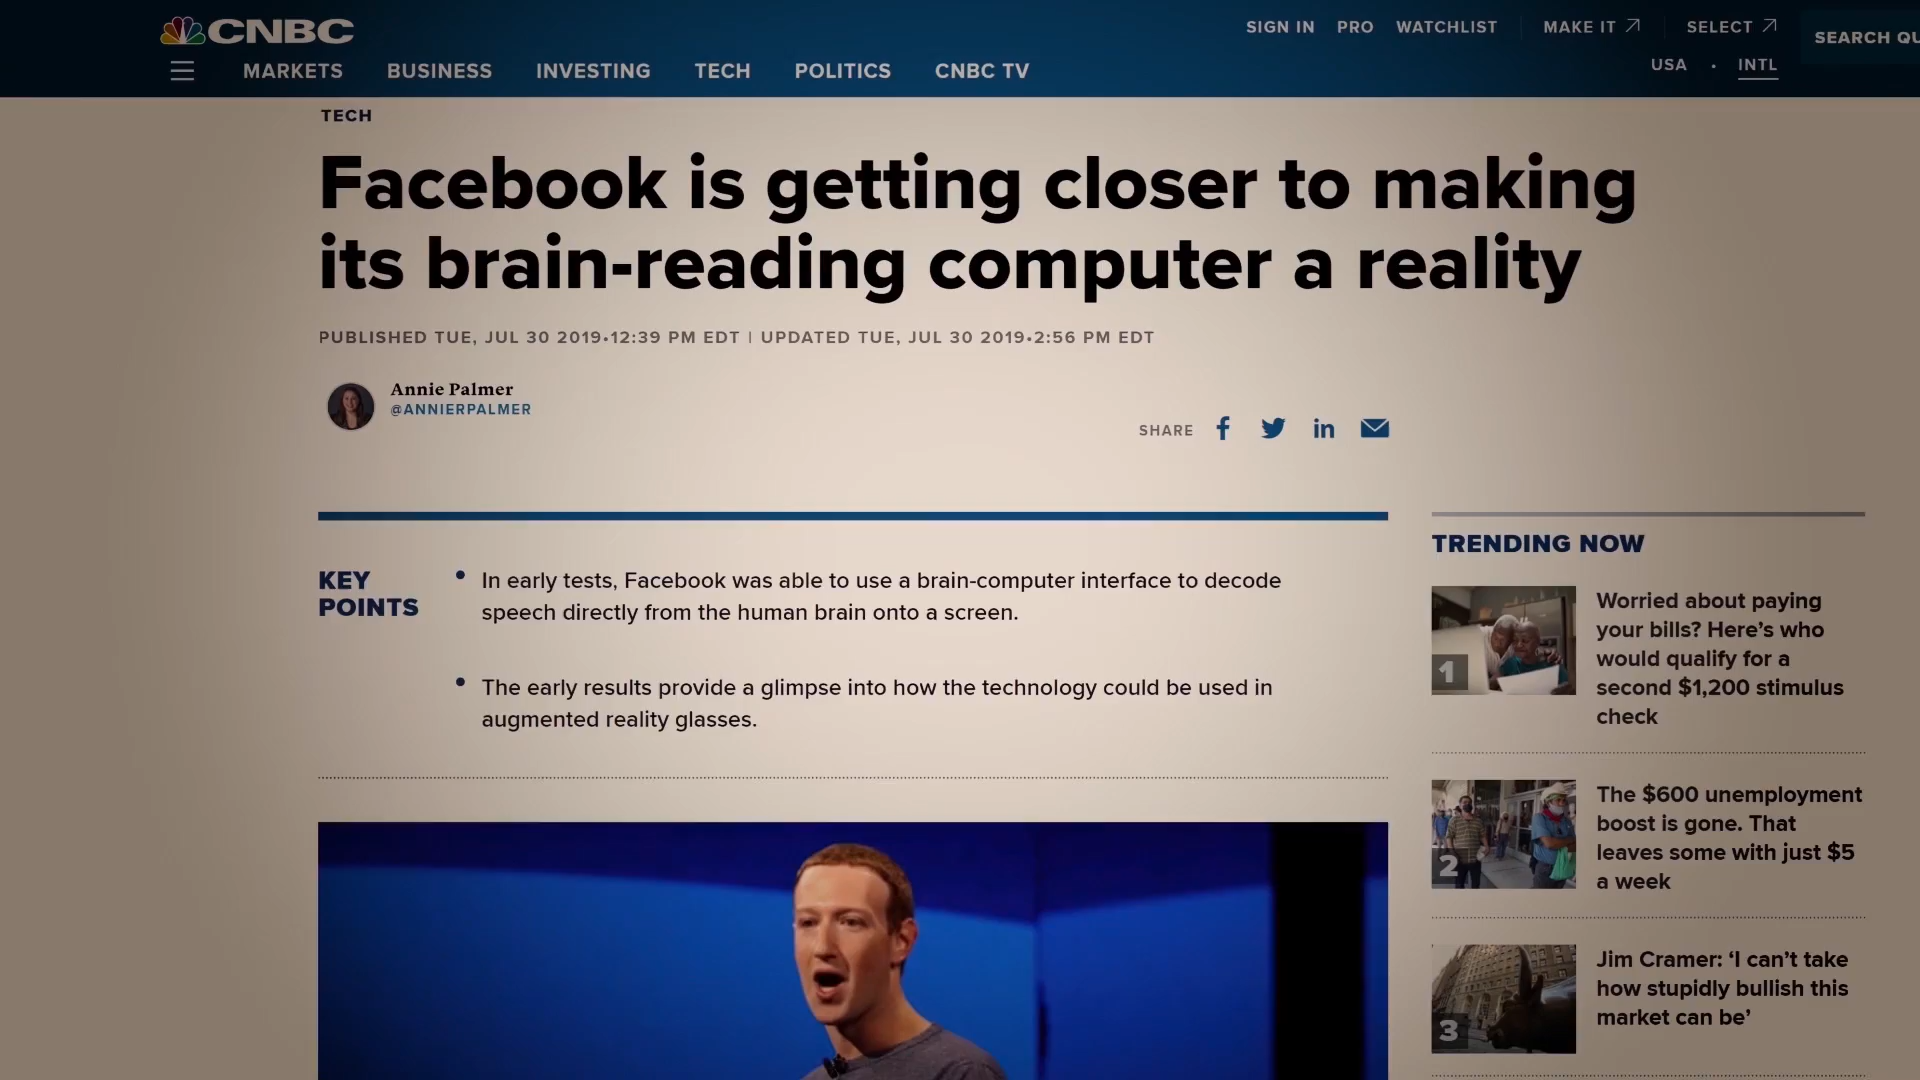 CNBC
SIGN IN PRO WATCHLIST MAKE IT SELECT
SEARCH QU
MARKETS BUSINESS INVESTING TECH POLITICS CNBC TV
USA • INTL
TECH
Facebook is getting closer to making
its brain-reading computer a reality
PUBLISHED TUE, JUL 30 2019•12:39 PM EDT | UPDATED TUE, JUL 30 2019•2:56 PM EDT
Annie Palmer
@ANNIERPALMER
SHARE
KEY
POINTS
• In early tests, Facebook was able to use a brain-computer interface to decode
speech directly from the human brain onto a screen.
• The early results provide a glimpse into how the technology could be used in
augmented reality glasses.
TRENDING NOW
1
Worried about paying
your bills? Here’s who
would qualify for a
second $1,200 stimulus
check
2
The $600 unemployment
boost is gone. That
leaves some with just $5
a week
3
Jim Cramer: ‘I can’t take
how stupidly bullish this
market can be’